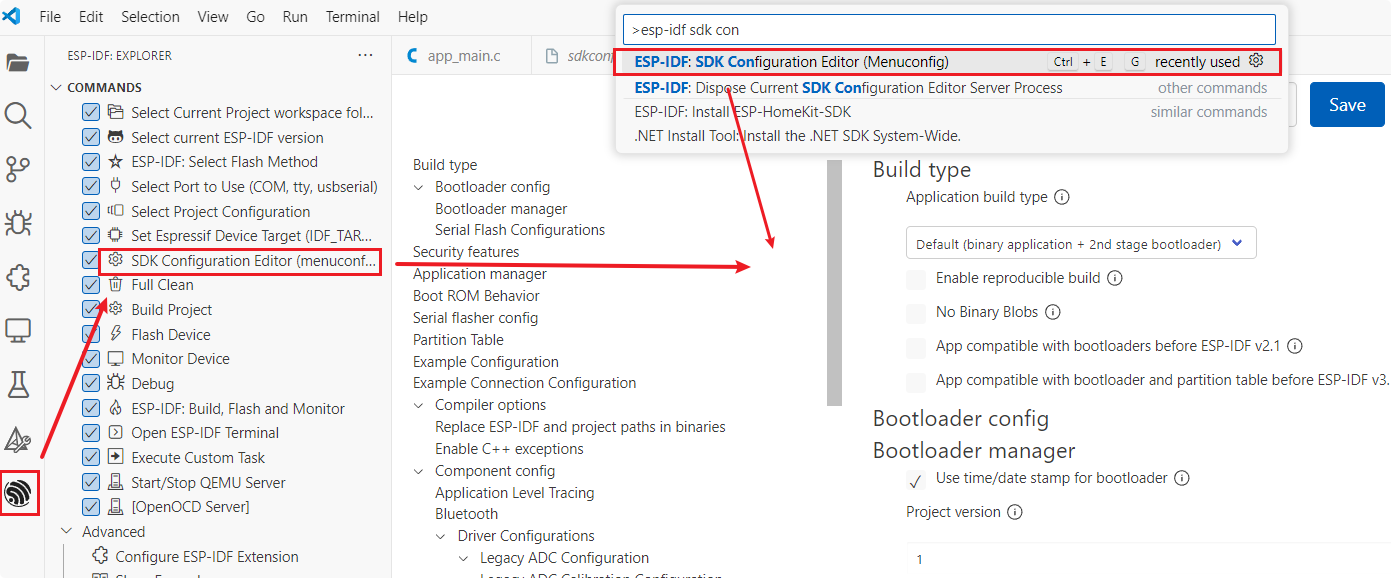 File Edit Selection View Go Run Terminal Help
>esp-idf sdk con
ESP-IDF: SDK Configuration Editor (Menuconfig) Ctrl + E G recently used
ESP-IDF: Dispose Current SDK Configuration Editor Server Process other commands
ESP-IDF: Install ESP-HomeKit-SDK similar commands
.NET Install Tool: Install the .NET SDK System-Wide.
ESP-IDF: EXPLORER ...
COMMANDS
Select Current Project workspace fol...
Select current ESP-IDF version
ESP-IDF: Select Flash Method
Select Port to Use (COM, tty, usbserial)
Select Project Configuration
Set Espressif Device Target (IDF_TAR...
SDK Configuration Editor (menuconf...
Full Clean
Build Project
Flash Device
Monitor Device
Debug
ESP-IDF: Build, Flash and Monitor
Open ESP-IDF Terminal
Execute Custom Task
Start/Stop QEMU Server
[OpenOCD Server]
Advanced
Configure ESP-IDF Extension
app_main.c
sdkconf
Save
Build type
Bootloader config
Bootloader manager
Serial Flash Configurations
Security features
Application manager
Boot ROM Behavior
Serial flasher config
Partition Table
Example Configuration
Example Connection Configuration
Compiler options
Replace ESP-IDF and project paths in binaries
Enable C++ exceptions
Component config
Application Level Tracing
Bluetooth
Driver Configurations
Legacy ADC Configuration
Legacy ADC Calibration Configuration
Build type
Application build type
Default (binary application + 2nd stage bootloader)
Enable reproducible build
No Binary Blobs
App compatible with bootloaders before ESP-IDF v2.1
App compatible with bootloader and partition table before ESP-IDF v3.
Bootloader config
Bootloader manager
Use time/date stamp for bootloader
Project version
1